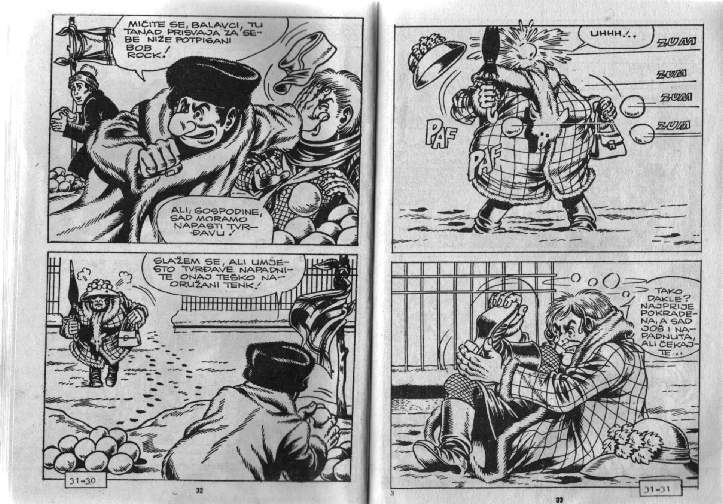 MIČITE SE, BALAVCI, TU
TANAD PRISVAJA ZA SE-
BE NIŽE POTPISANI
BOB
ROCK!
ALI, GOSPODINE,
SAD MORAMO
NAPASTI TVR-
ĐAVU!
SLAŽEM SE, ALI UMJE-
STO TVRĐAVE NAPADNI-
TE ONAJ TEŠKO NA-
ORUŽANI TENK!
31-30
32
UHHH!..
ZUM
ZUM
ZUM
ZUM
PAF
PAF
TAKO
DAKLE?
NAJPRIJE
POKRADE-
NA, A SAD
JOŠ I NA-
PADNUTA,
ALI ČEKAJ-
TE...
3
31-31
33